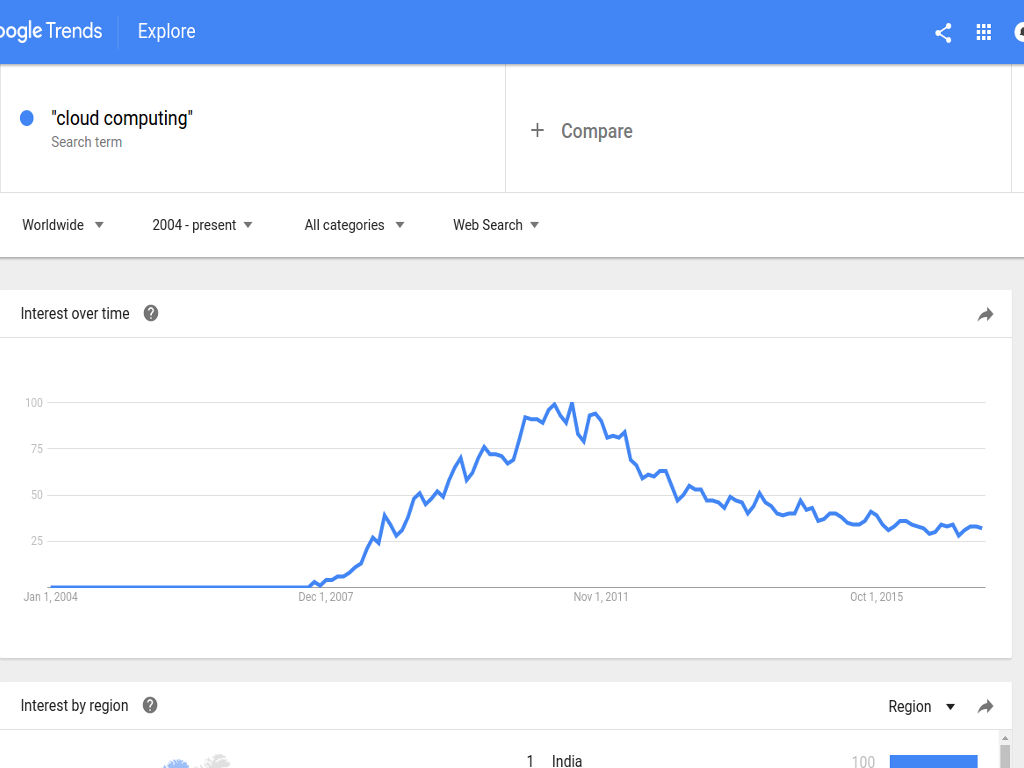 oogle Trends Explore
"cloud computing"
Search term
+ Compare
Worldwide 2004 - present All categories Web Search
Interest over time ?
100
75
50
25
Jan 1, 2004 Dec 1, 2007 Nov 1, 2011 Oct 1, 2015
Interest by region ? Region
1 India 100